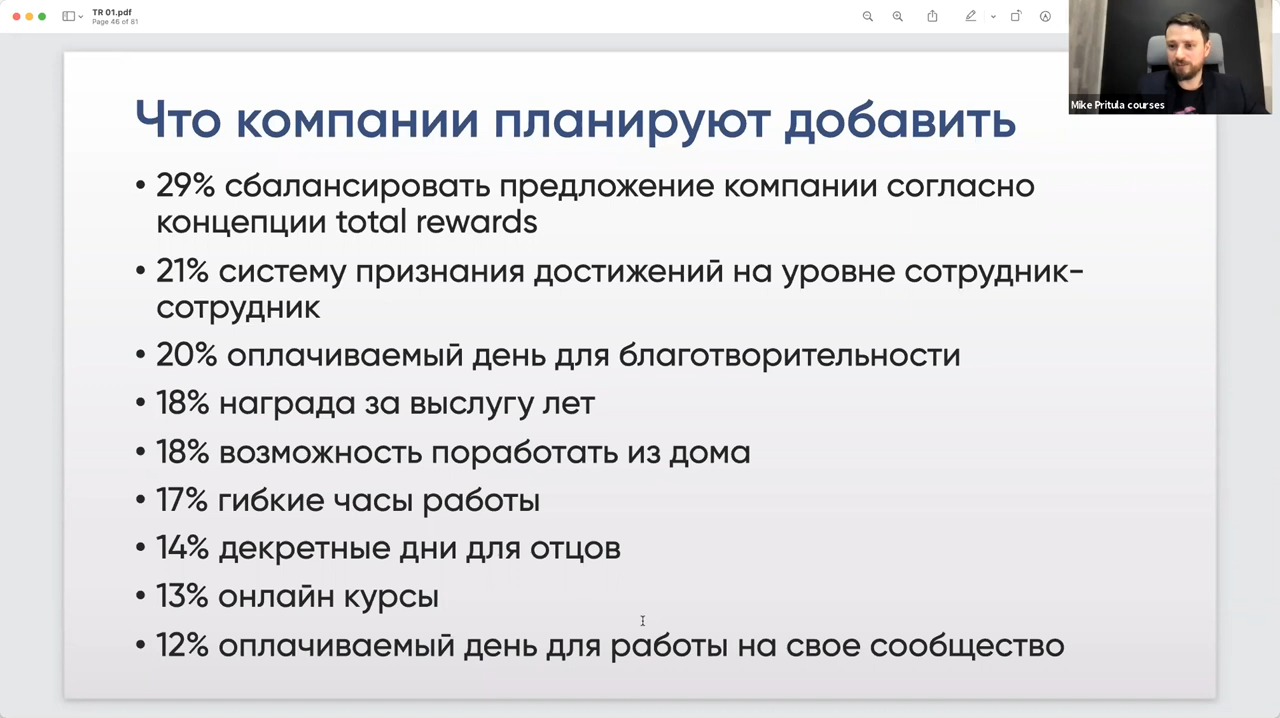 TR 01.pdf
Page 46 of 81
Mike Pritula courses
Что компании планируют добавить
• 29% сбалансировать предложение компании согласно
концепции total rewards
• 21% систему признания достижений на уровне сотрудник-
сотрудник
• 20% оплачиваемый день для благотворительности
• 18% награда за выслугу лет
• 18% возможность поработать из дома
• 17% гибкие часы работы
• 14% декретные дни для отцов
• 13% онлайн курсы
• 12% оплачиваемый день для работы на свое сообщество